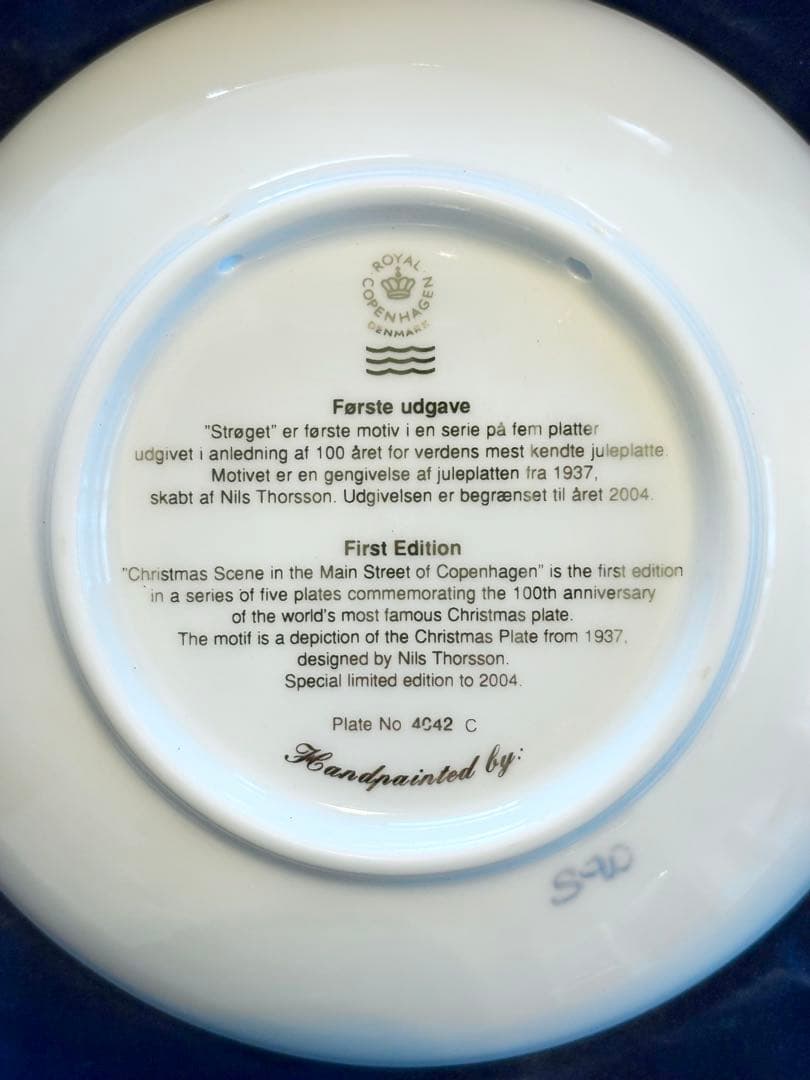 ROYAL
COPENHAGEN
DENMARK
Første udgave
"Strøget" er første motiv i en serie på fem platter
udgivet i anledning af 100 året for verdens mest kendte juleplatte.
Motivet er en gengivelse af juleplatten fra 1937,
skabt af Nils Thorsson. Udgivelsen er begrænset til året 2004.
First Edition
"Christmas Scene in the Main Street of Copenhagen" is the first edition
in a series of five plates commemorating the 100th anniversary
of the world's most famous Christmas plate.
The motif is a depiction of the Christmas Plate from 1937,
designed by Nils Thorsson.
Special limited edition to 2004.
Plate No 4042 C
Handpainted by: